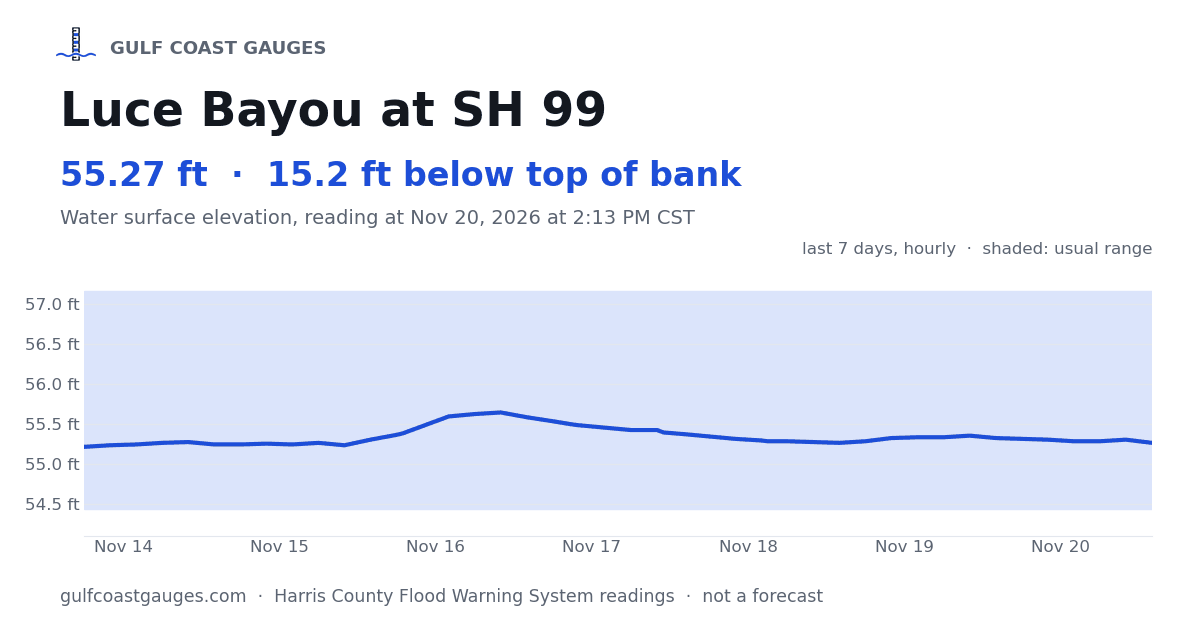 GULF COAST GAUGES
Luce Bayou at SH 99
55.27 ft · 15.2 ft below top of bank
Water surface elevation, reading at Nov 20, 2026 at 2:13 PM CST
last 7 days, hourly · shaded: usual range
57.0 ft
56.5 ft
56.0 ft
55.5 ft
55.0 ft
54.5 ft
Nov 14 Nov 15 Nov 16 Nov 17 Nov 18 Nov 19 Nov 20
gulfcoastgauges.com · Harris County Flood Warning System readings · not a forecast